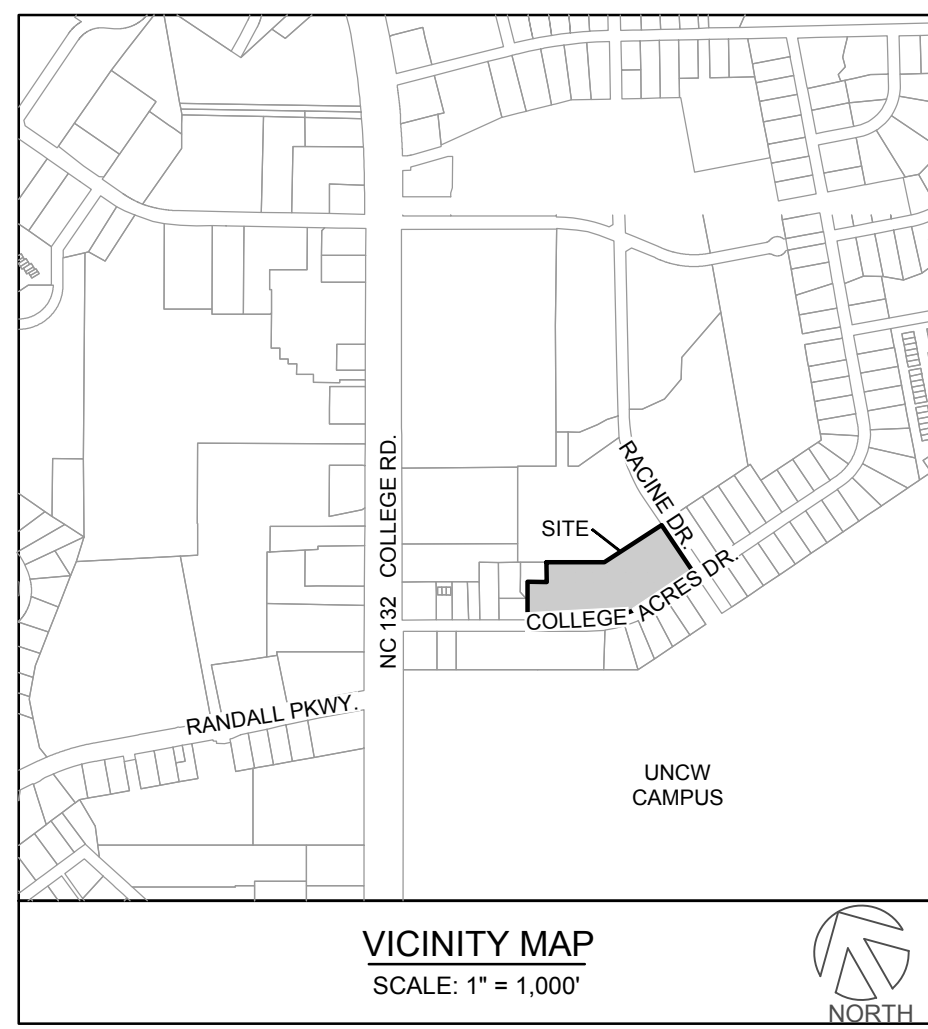 RACINE DR.
NC 132 COLLEGE RD.
SITE
COLLEGE ACRES DR.
RANDALL PKWY.
UNCW
CAMPUS
VICINITY MAP
SCALE: 1" = 1,000'
NORTH